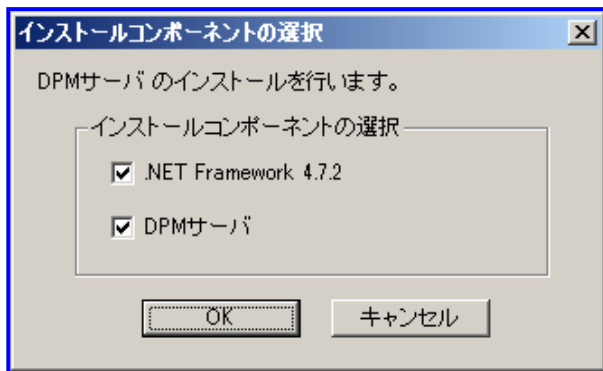 インストールコンポーネントの選択
DPMサーバ のインストールを行います。
インストールコンポーネントの選択
.NET Framework 4.7.2
DPMサーバ
OK
キャンセル